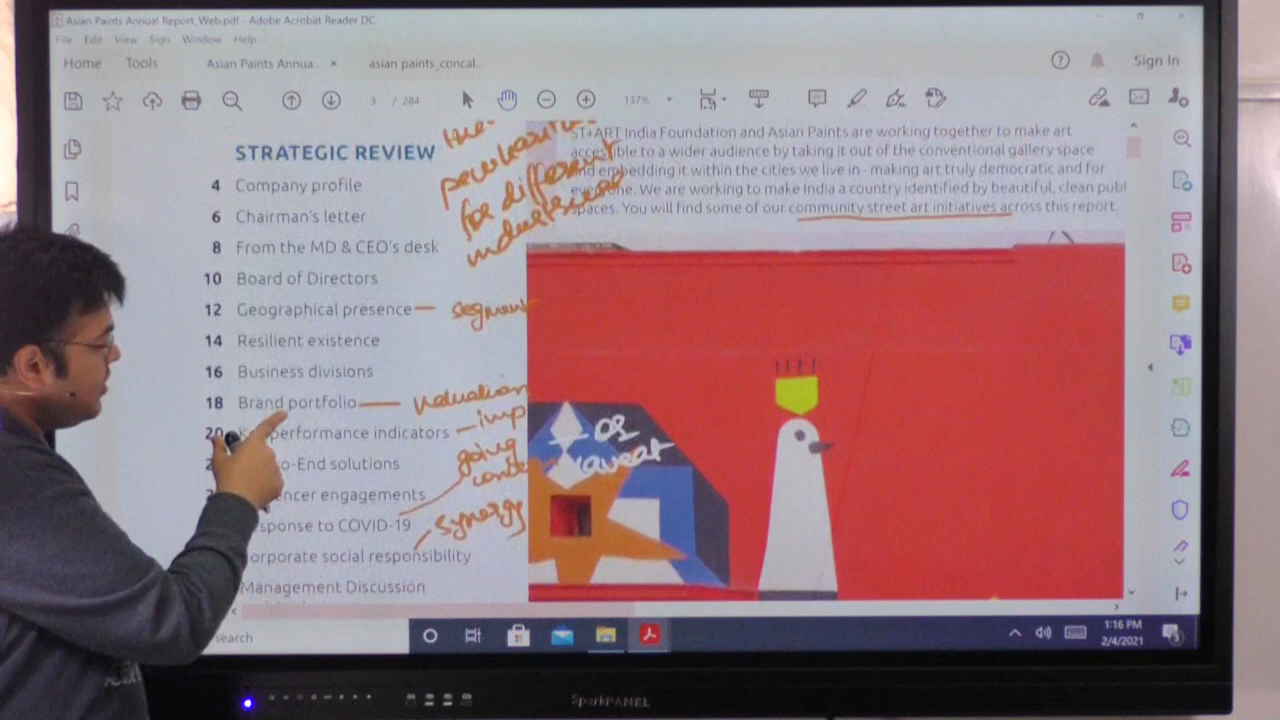 Asian Paints Annual Report_Web.pdf - Adobe Acrobat Reader DC
File Edit View Sign Window Help
Home Tools Asian Paints Annua... × asian paints_concal... Sign In
3 / 284 137%
STRATEGIC REVIEW
4 Company profile
6 Chairman's letter
8 From the MD & CEO's desk
10 Board of Directors
12 Geographical presence — segment
14 Resilient existence
16 Business divisions
18 Brand portfolio — valuation
20 performance indicators — imp
o-End solutions
encer engagements
sponse to COVID-19
orporate social responsibility
Management Discussion
going
synergy
for different
ST+ART India Foundation and Asian Paints are working together to make art
accessible to a wider audience by taking it out of the conventional gallery space
and embedding it within the cities we live in - making art truly democratic and for
everyone. We are working to make India a country identified by beautiful, clean publ
spaces. You will find some of our community street art initiatives across this report.
search
1:16 PM
2/4/2021
SparkPANEL